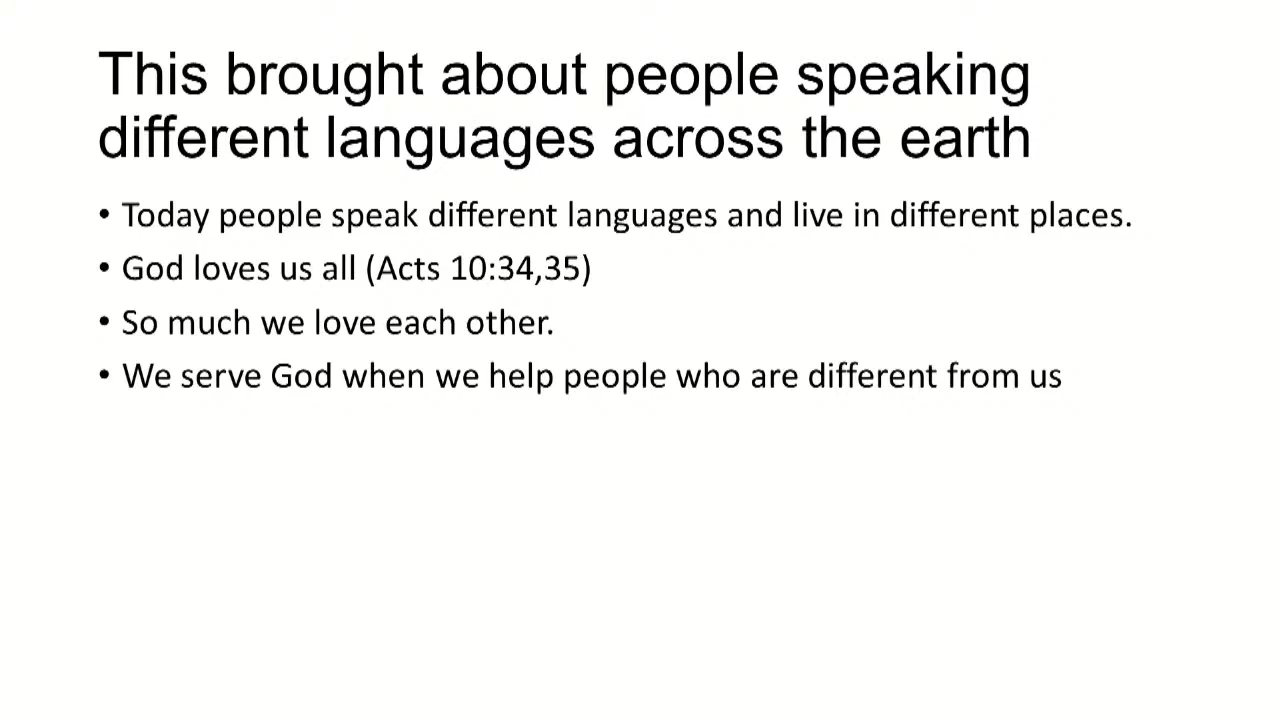 This brought about people speaking
different languages across the earth
• Today people speak different languages and live in different places.
• God loves us all (Acts 10:34,35)
• So much we love each other.
• We serve God when we help people who are different from us